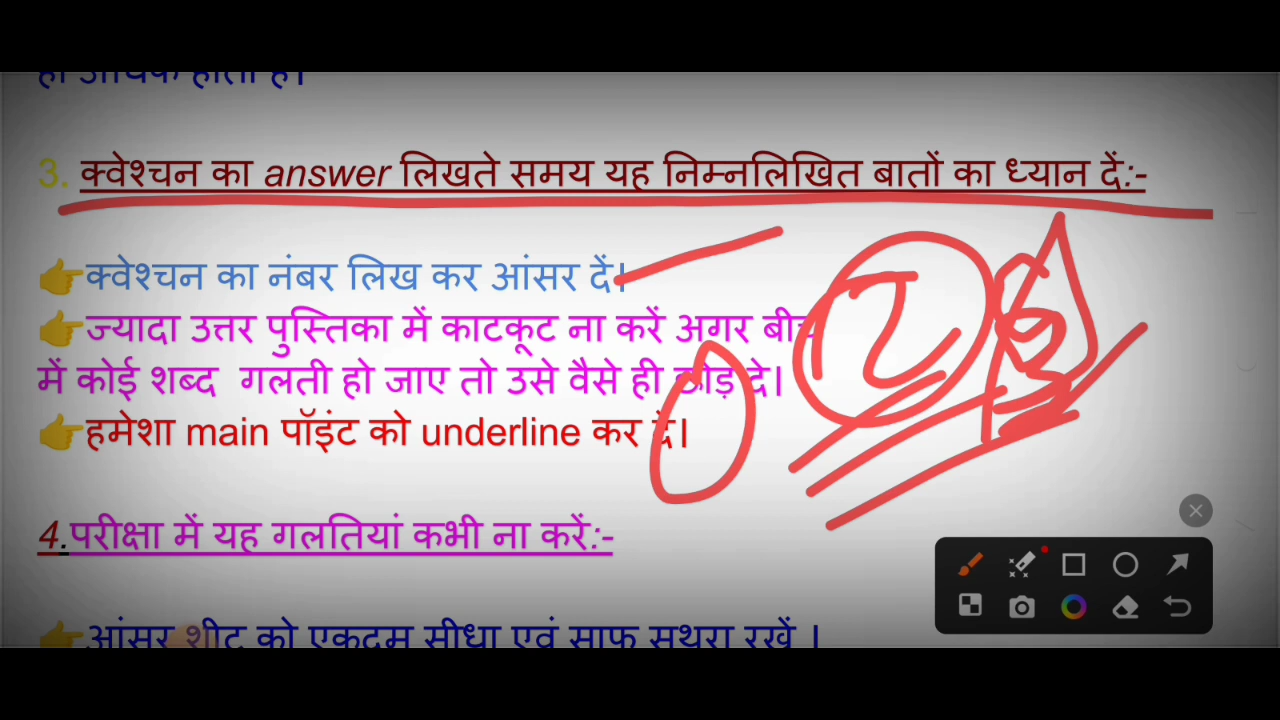 3. क्वेश्चन का answer लिखते समय यह निम्नलिखित बातों का ध्यान दें:-
👉क्वेश्चन का नंबर लिख कर आंसर दें।
👉ज्यादा उत्तर पुस्तिका में काटकूट ना करें अगर बीच
में कोई शब्द गलती हो जाए तो उसे वैसे ही छोड़ दे।
👉हमेशा main पॉइंट को underline कर दें।
4.परीक्षा में यह गलतियां कभी ना करें:-
👉आंसर शीट को एकदम सीधा एवं साफ सुथरा रखें ।